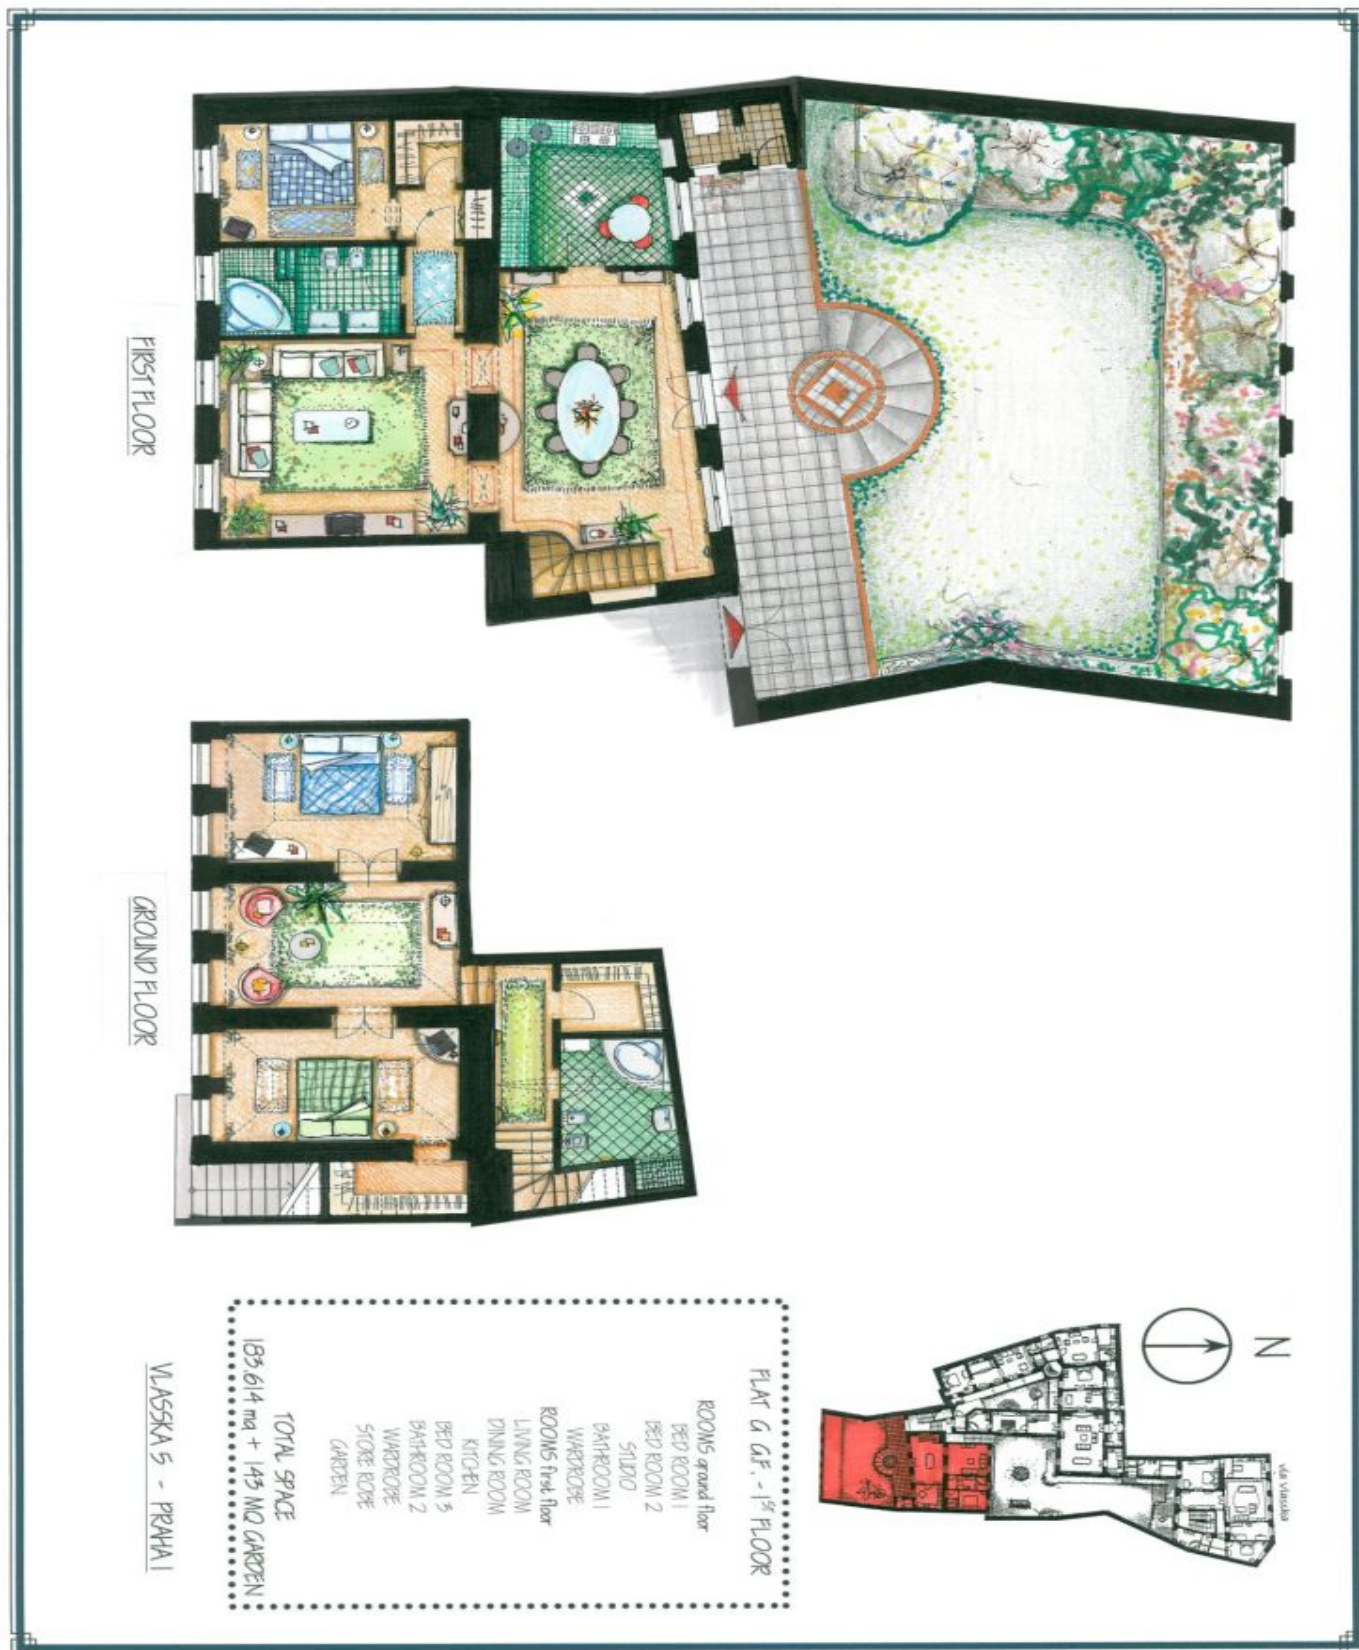 FIRST FLOOR
GROUND FLOOR
N
via vlasska
FLAT G G.F. - 1ST FLOOR
ROOMS ground floor
BED ROOM 1
BED ROOM 2
STUDIO
BATHROOM 1
WARDROBE
ROOMS first floor
LIVING ROOM
DINING ROOM
KITCHEN
BED ROOM 3
BATHROOM 2
WARDROBE
STORE ROOE
GARDEN
TOTAL SPACE
183.614 mq + 143 MQ GARDEN
VLASSKA 5 - PRAHA 1